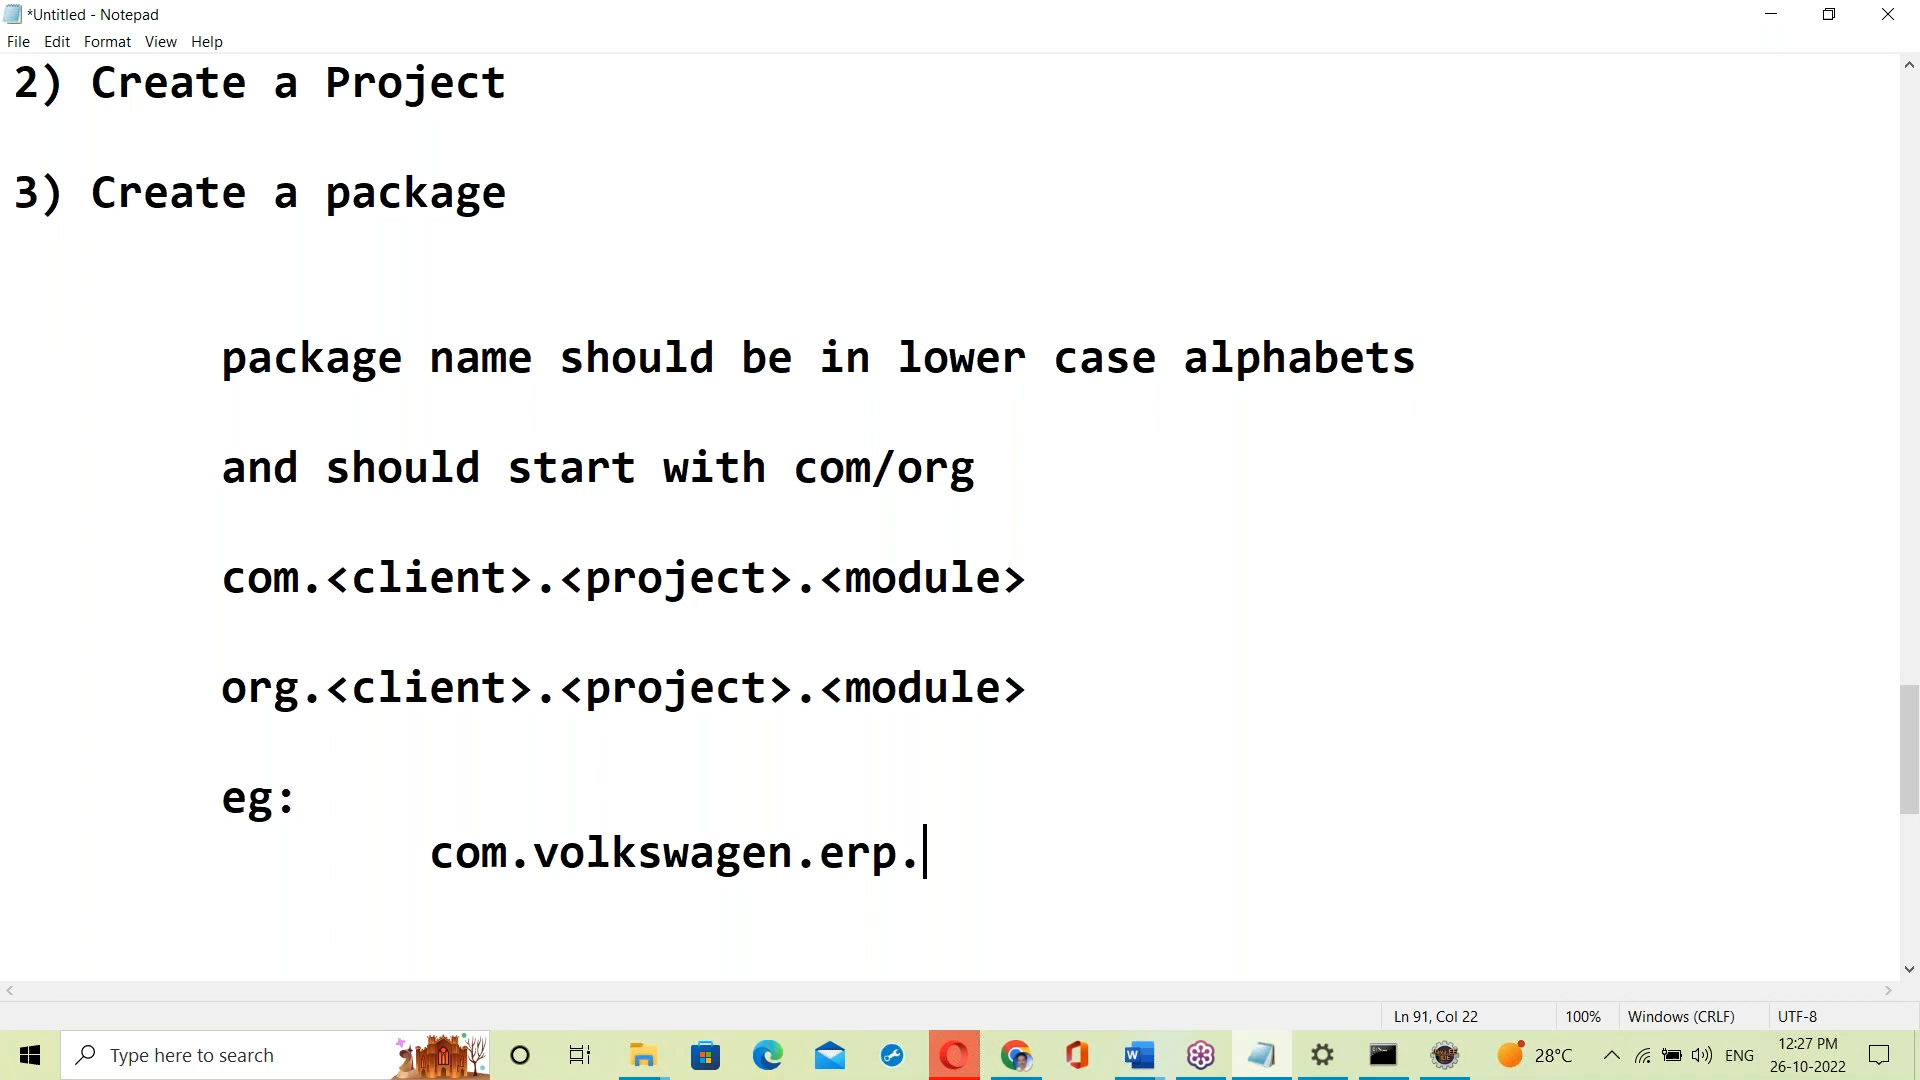 *Untitled - Notepad
File Edit Format View Help
2) Create a Project
3) Create a package
package name should be in lower case alphabets
and should start with com/org
com.<client>.<project>.<module>
org.<client>.<project>.<module>
eg:
com.volkswagen.erp.
Ln 91, Col 22 100% Windows (CRLF) UTF-8
Type here to search
28°C ENG 12:27 PM
26-10-2022